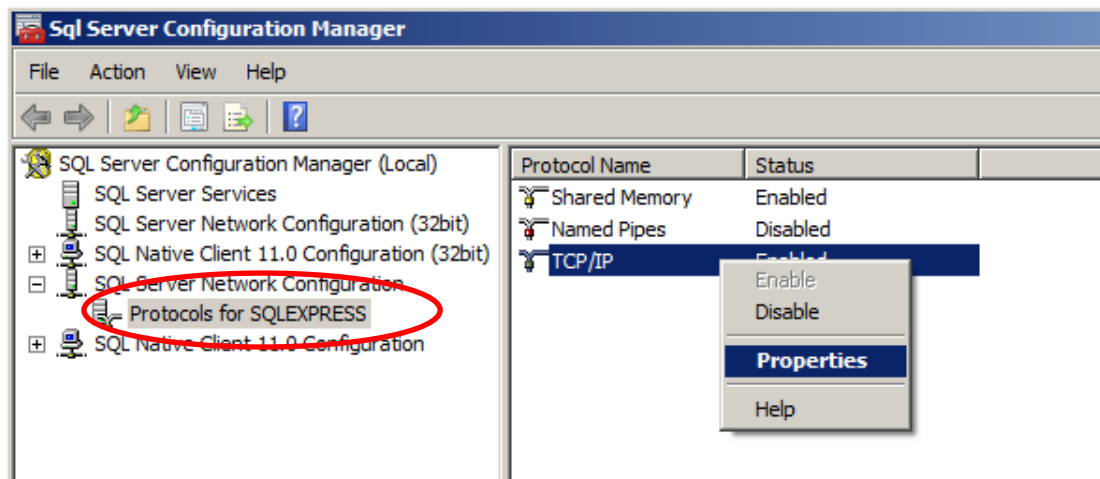 Sql Server Configuration Manager
File Action View Help
?
SQL Server Configuration Manager (Local)
SQL Server Services
SQL Server Network Configuration (32bit)
SQL Native Client 11.0 Configuration (32bit)
SQL Server Network Configuration
Protocols for SQLEXPRESS
SQL Native Client 11.0 Configuration
Protocol Name Status
Shared Memory Enabled
Named Pipes Disabled
TCP/IP Enabled
Enable
Disable
Properties
Help